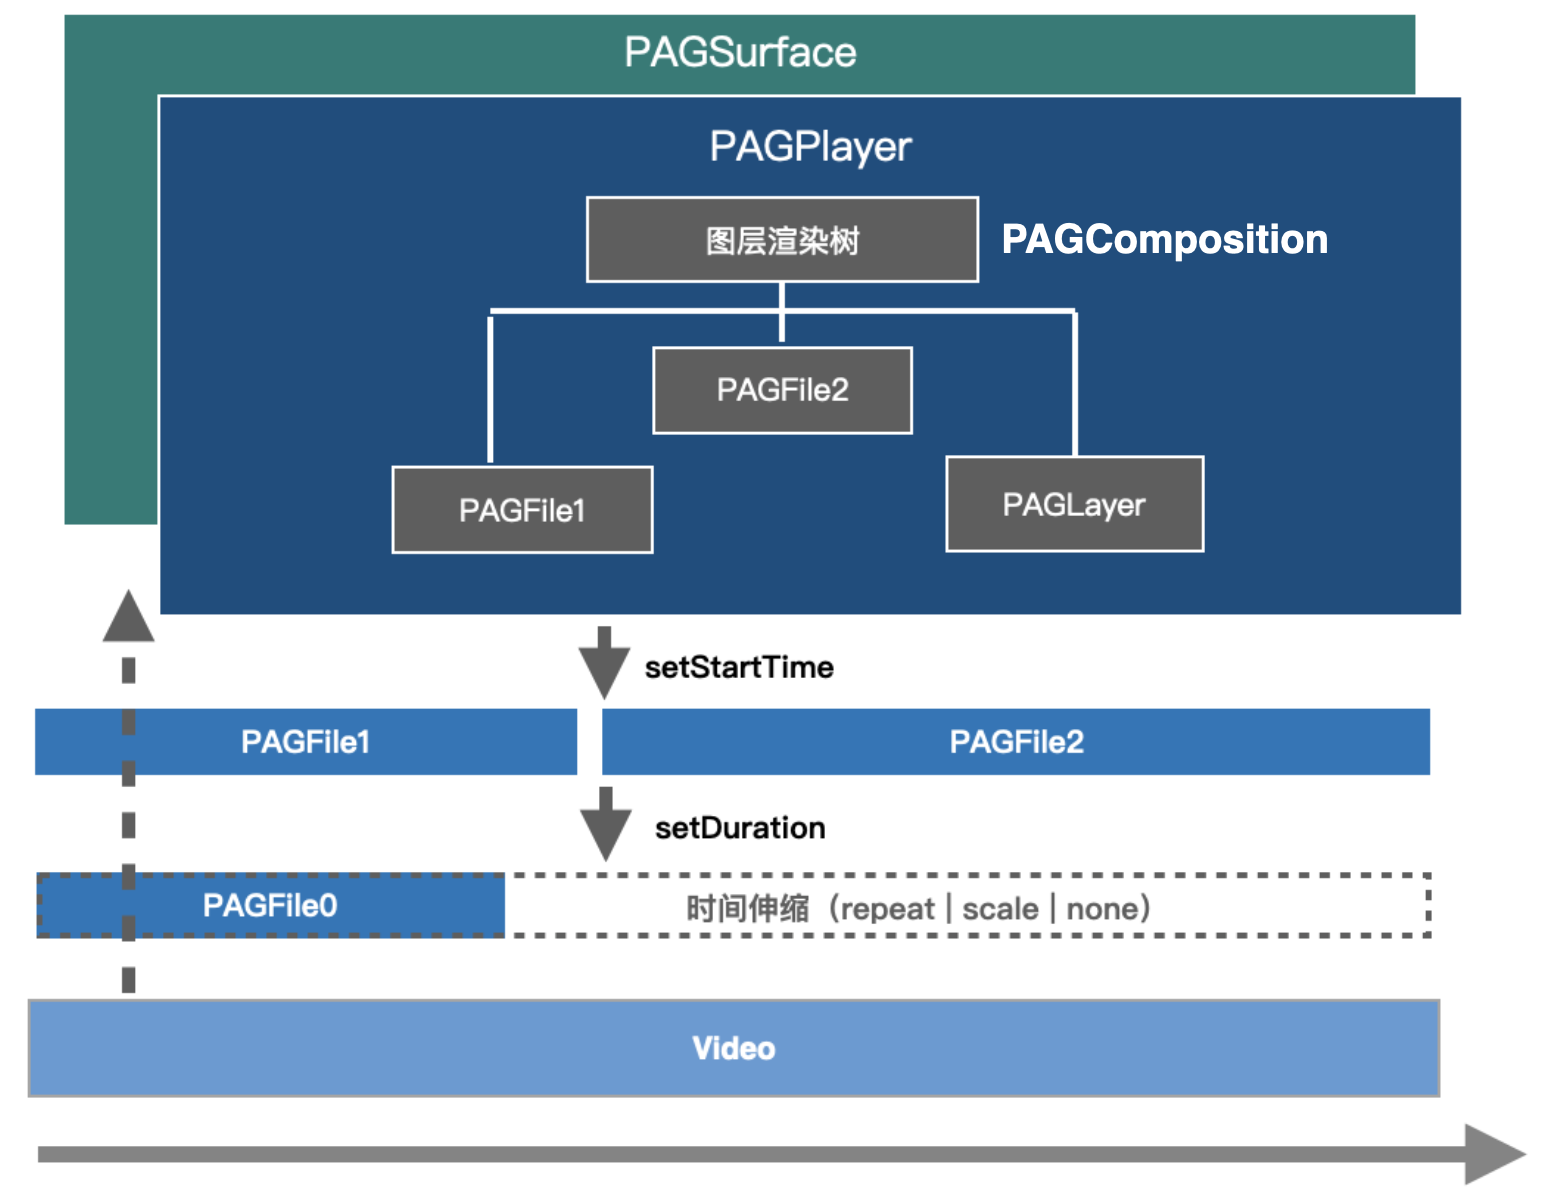 PAGSurface
PAGPlayer
图层渲染树
PAGComposition
PAGFile2
PAGFile1
PAGLayer
setStartTime
PAGFile1
PAGFile2
setDuration
PAGFile0
时间伸缩（repeat | scale | none）
Video